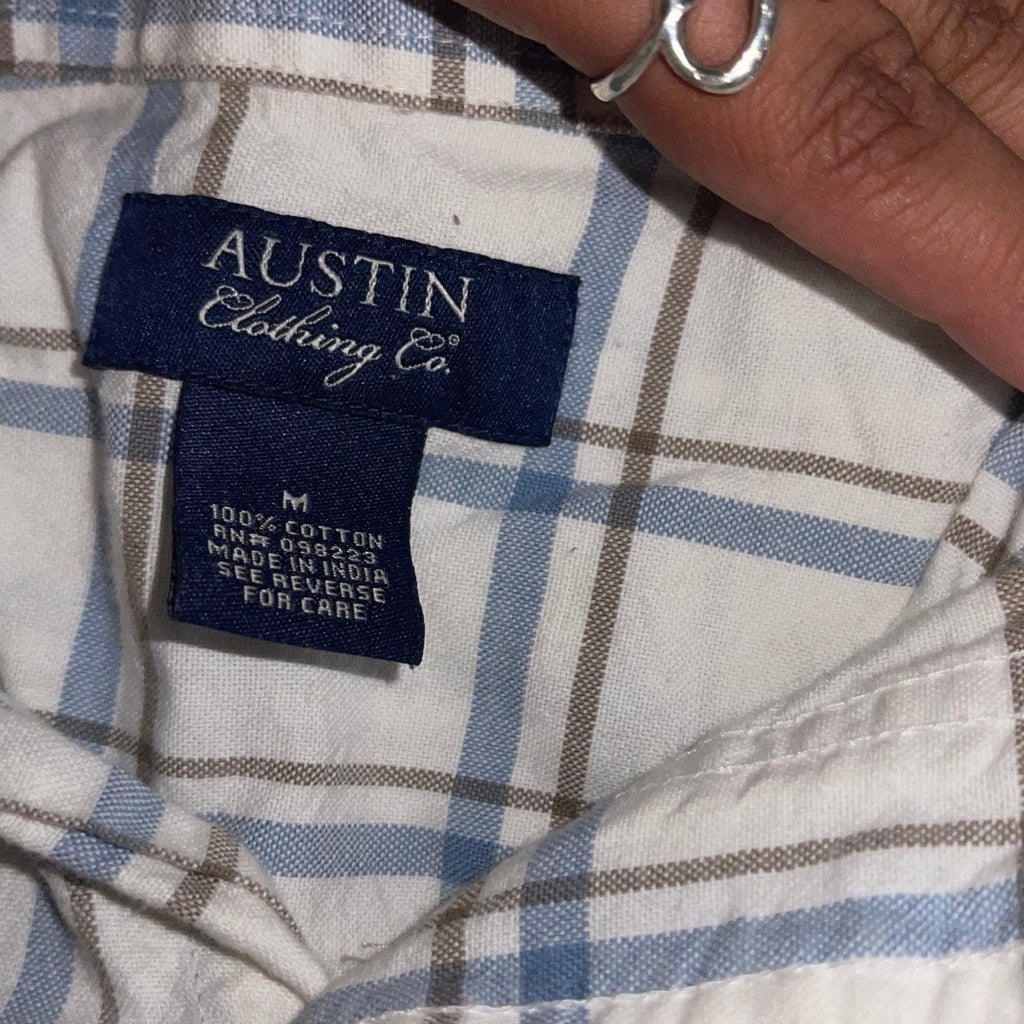 AUSTIN
Clothing Co.®
M
100% COTTON
RN# 098223
MADE IN INDIA
SEE REVERSE
FOR CARE